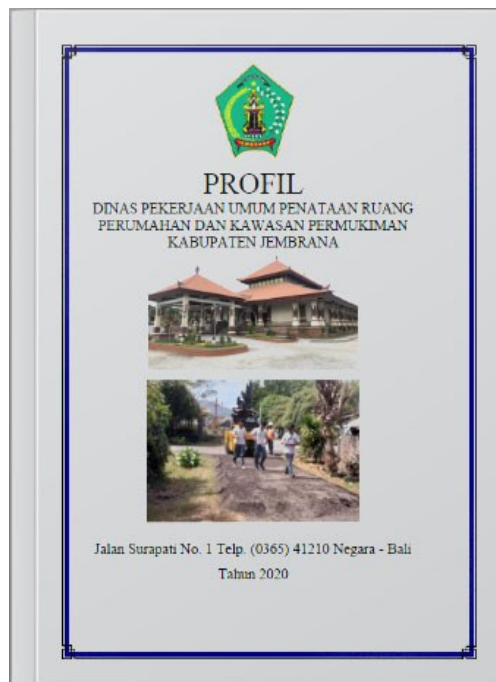 PROFIL
DINAS PEKERJAAN UMUM PENATAAN RUANG
PERUMAHAN DAN KAWASAN PERMUKIMAN
KABUPATEN JEMBRANA
Jalan Surapati No. 1 Telp. (0365) 41210 Negara - Bali
Tahun 2020